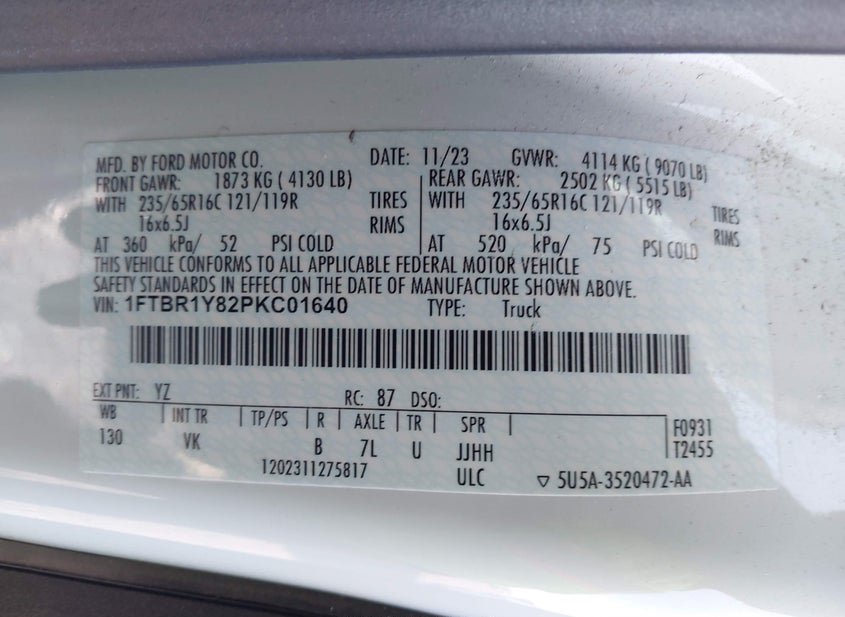 MFD. BY FORD MOTOR CO. DATE: 11/23 GVWR: 4114 KG ( 9070 LB)
FRONT GAWR: 1873 KG ( 4130 LB) REAR GAWR: 2502 KG ( 5515 LB)
WITH 235/65R16C 121/119R TIRES WITH 235/65R16C 121/119R TIRES
16x6.5J RIMS 16x6.5J RIMS
AT 360 kPa/ 52 PSI COLD AT 520 kPa/ 75 PSI COLD
THIS VEHICLE CONFORMS TO ALL APPLICABLE FEDERAL MOTOR VEHICLE
SAFETY STANDARDS IN EFFECT ON THE DATE OF MANUFACTURE SHOWN ABOVE.
VIN: 1FTBR1Y82PKC01640 TYPE: Truck
EXT PNT: YZ RC: 87 DSO:
WB INT TR TP/PS R AXLE TR SPR F0931
130 VK B 7L U JJHH T2455
1202311275817 ULC ▽ 5U5A-3520472-AA